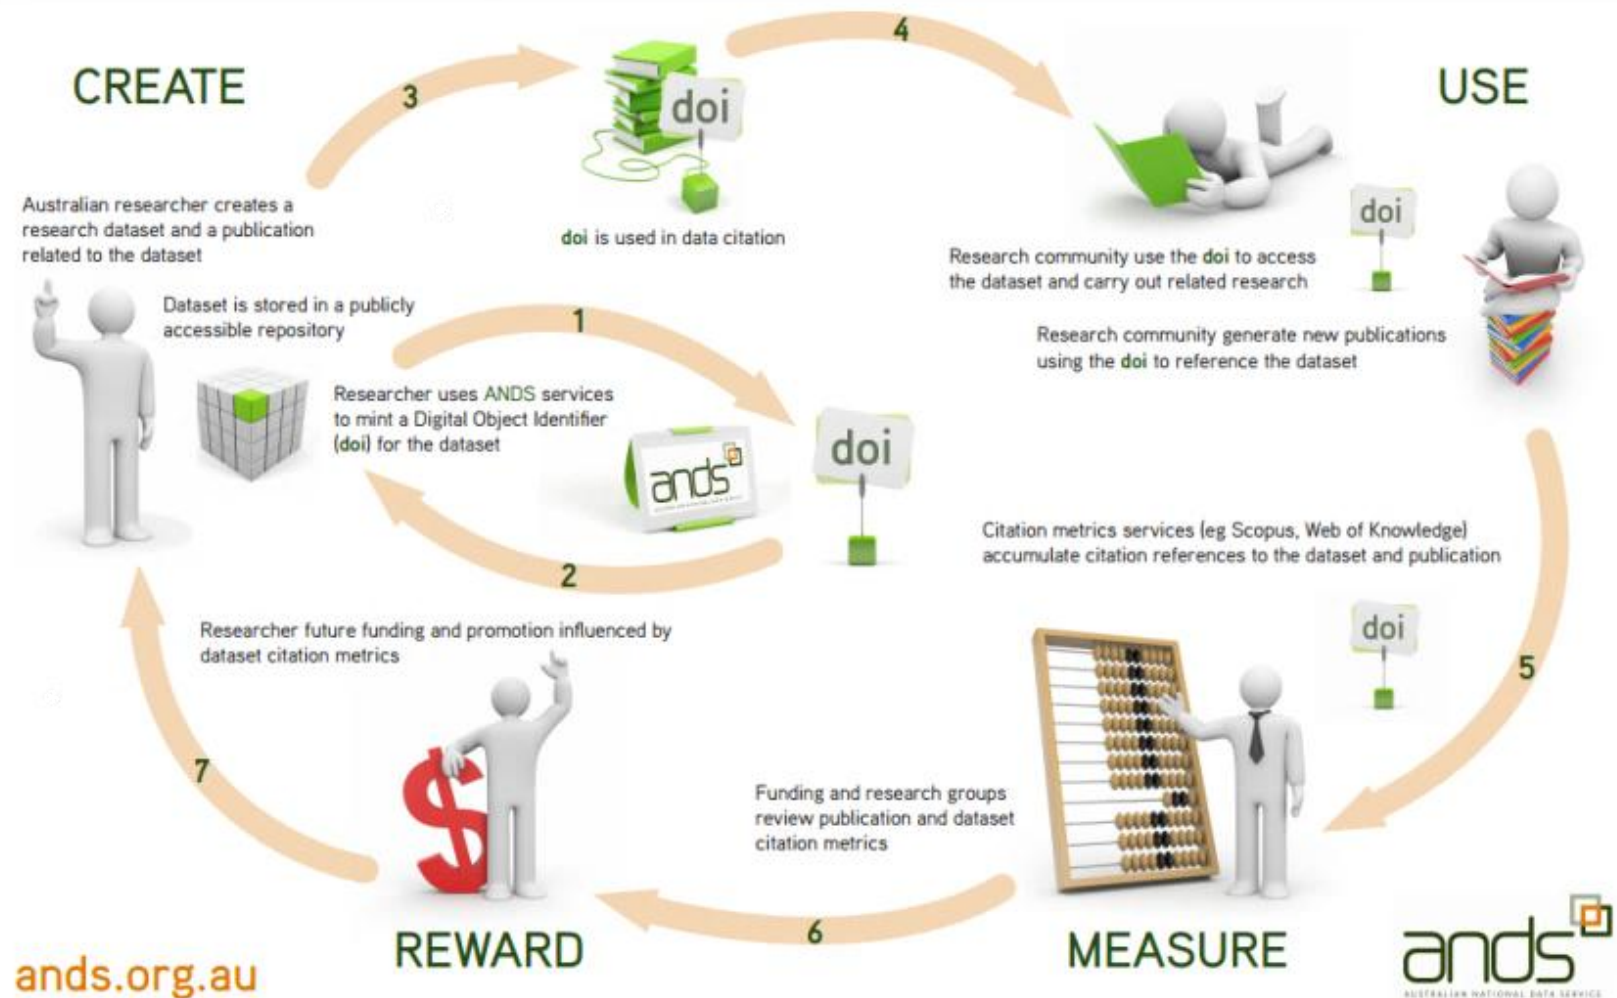 CREATE
3
doi
doi is used in data citation
4
USE
Australian researcher creates a
research dataset and a publication
related to the dataset
Dataset is stored in a publicly
accessible repository
1
Researcher uses ANDS services
to mint a Digital Object Identifier
(doi) for the dataset
ands
doi
2
doi
Research community use the doi to access
the dataset and carry out related research
Research community generate new publications
using the doi to reference the dataset
Citation metrics services (eg Scopus, Web of Knowledge)
accumulate citation references to the dataset and publication
doi
5
Funding and research groups
review publication and dataset
citation metrics
MEASURE
6
Researcher future funding and promotion influenced by
dataset citation metrics
REWARD
7
ands.org.au
ands
AUSTRALIAN NATIONAL DATA SERVICE